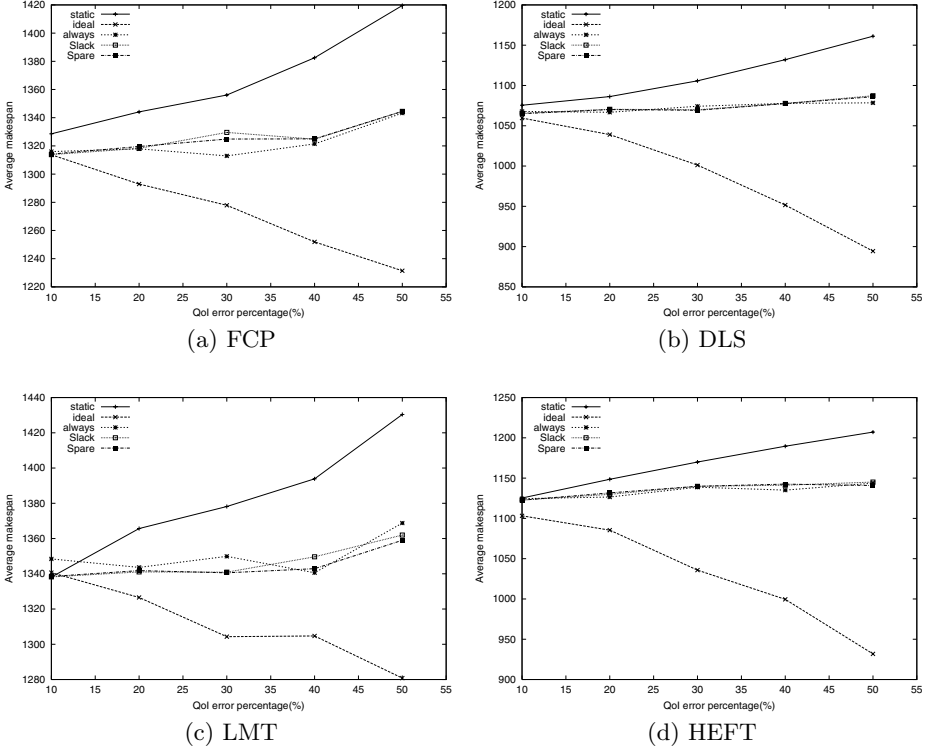 1420
1400
1380
1360
1340
1320
1300
1280
1260
1240
1220
Average makespan
static
ideal
always
Slack
Spare
10 15 20 25 30 35 40 45 50 55
QoI error percentage(%)
(a) FCP
1200
1150
1100
1050
1000
950
900
850
Average makespan
static
ideal
always
Slack
Spare
10 15 20 25 30 35 40 45 50 55
QoI error percentage(%)
(b) DLS
1440
1420
1400
1380
1360
1340
1320
1300
1280
Average makespan
static
ideal
always
Slack
Spare
10 15 20 25 30 35 40 45 50 55
QoI error percentage(%)
(c) LMT
1250
1200
1150
1100
1050
1000
950
900
Average makespan
static
ideal
always
Slack
Spare
10 15 20 25 30 35 40 45 50 55
QoI error percentage(%)
(d) HEFT